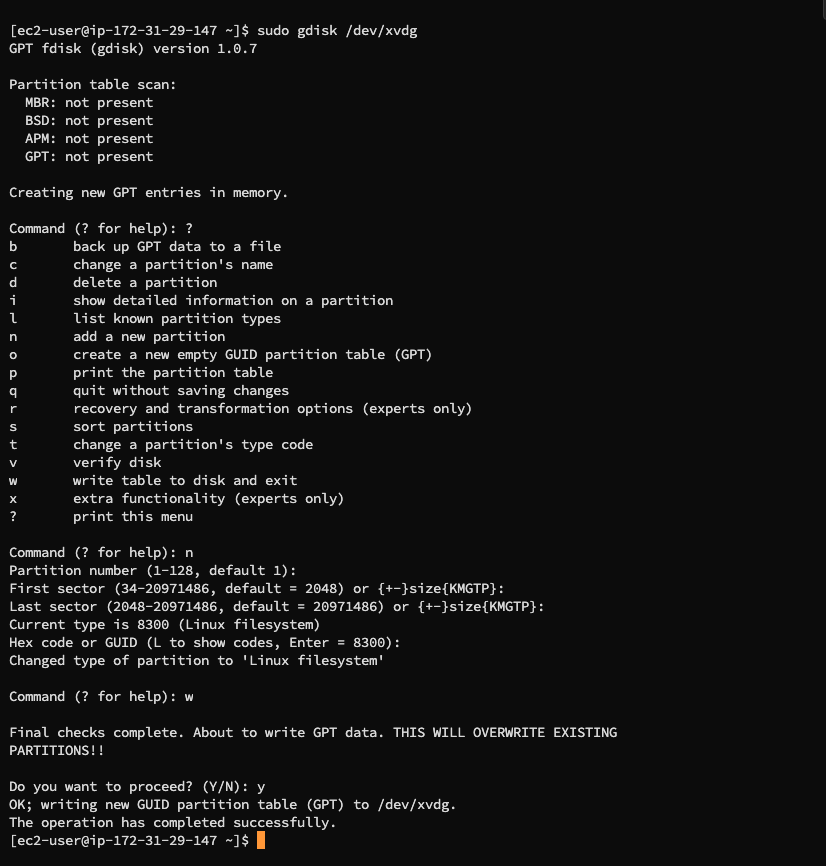 [ec2-user@ip-172-31-29-147 ~]$ sudo gdisk /dev/xvdg
GPT fdisk (gdisk) version 1.0.7

Partition table scan:
  MBR: not present
  BSD: not present
  APM: not present
  GPT: not present

Creating new GPT entries in memory.

Command (? for help): ?
b       back up GPT data to a file
c       change a partition's name
d       delete a partition
i       show detailed information on a partition
l       list known partition types
n       add a new partition
o       create a new empty GUID partition table (GPT)
p       print the partition table
q       quit without saving changes
r       recovery and transformation options (experts only)
s       sort partitions
t       change a partition's type code
v       verify disk
w       write table to disk and exit
x       extra functionality (experts only)
?       print this menu

Command (? for help): n
Partition number (1-128, default 1):
First sector (34-20971486, default = 2048) or {+-}size{KMGTP}:
Last sector (2048-20971486, default = 20971486) or {+-}size{KMGTP}:
Current type is 8300 (Linux filesystem)
Hex code or GUID (L to show codes, Enter = 8300):
Changed type of partition to 'Linux filesystem'

Command (? for help): w

Final checks complete. About to write GPT data. THIS WILL OVERWRITE EXISTING
PARTITIONS!!

Do you want to proceed? (Y/N): y
OK; writing new GUID partition table (GPT) to /dev/xvdg.
The operation has completed successfully.
[ec2-user@ip-172-31-29-147 ~]$